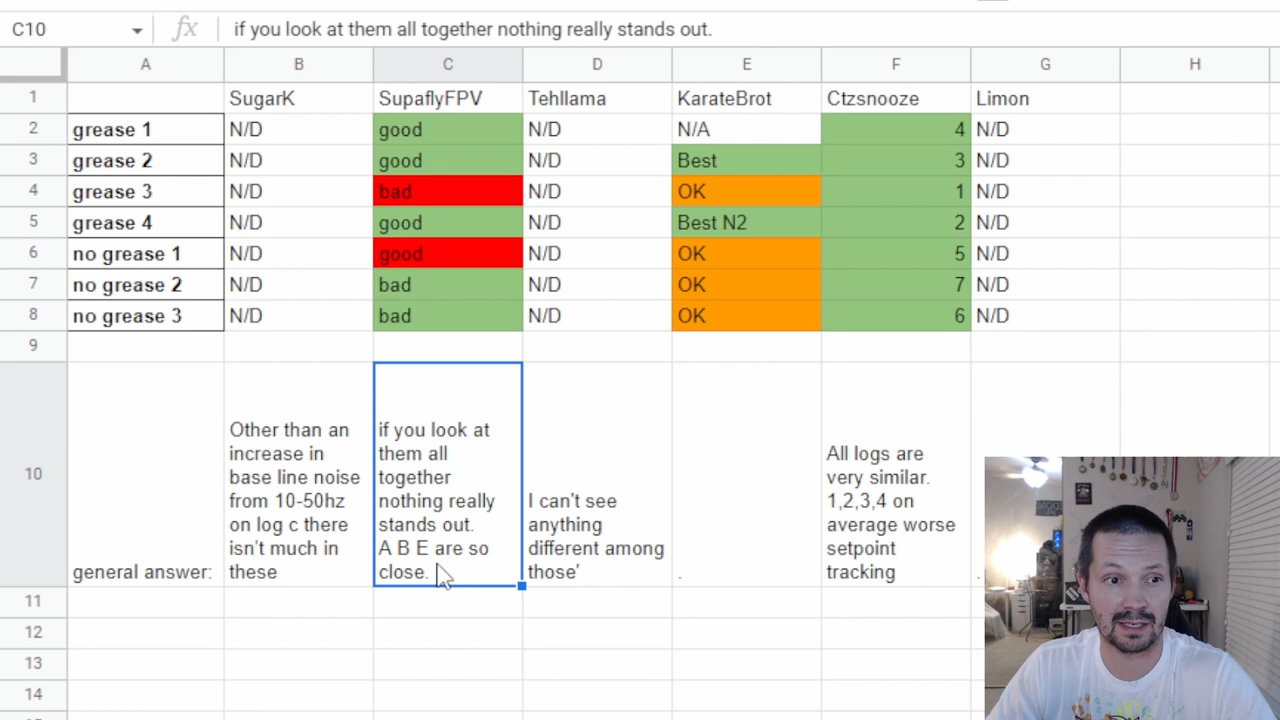 C10 fx if you look at them all together nothing really stands out.
A B C D E F G H
1 SugarK SupaflyFPV Tehllama KarateBrot Ctzsnooze Limon
2 grease 1 N/D good N/D N/A 4 N/D
3 grease 2 N/D good N/D Best 3 N/D
4 grease 3 N/D bad N/D OK 1 N/D
5 grease 4 N/D good N/D Best N2 2 N/D
6 no grease 1 N/D good N/D OK 5 N/D
7 no grease 2 N/D bad N/D OK 7 N/D
8 no grease 3 N/D bad N/D OK 6 N/D
9
10
general answer:
Other than an
increase in
base line noise
from 10-50hz
on log c there
isn't much in
these
if you look at
them all
together
nothing really
stands out.
A B E are so
close.
I can't see
anything
different among
those'
.
All logs are
very similar.
1,2,3,4 on
average worse
setpoint
tracking
.
11
12
13
14